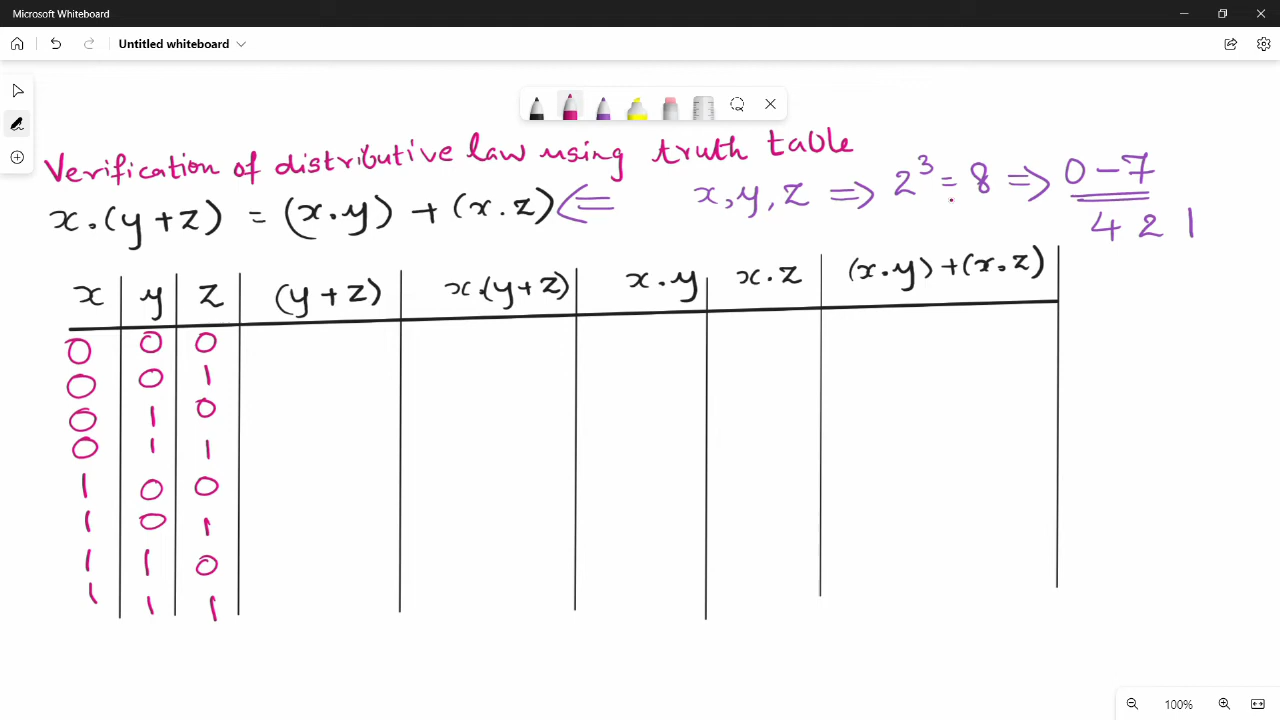 Microsoft Whiteboard
Untitled whiteboard
Verification of distributive law using truth table
x.(y+z) = (x.y) + (x.z) <= x,y,z => 2³=8 => 0-7
4 2 1
x y z (y+z) x.(y+z) x.y x.z (x.y)+(x.z)
0 0 0
0 0 1
0 1 0
0 1 1
1 0 0
1 0 1
1 1 0
1 1 1
100%